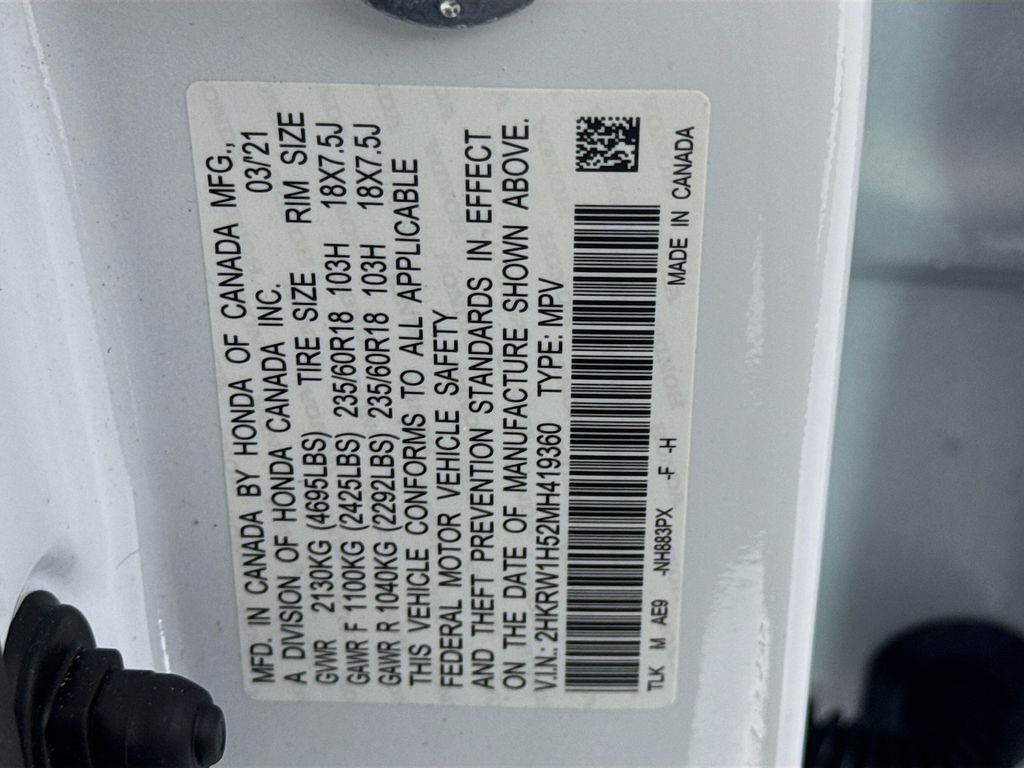 MFD. IN CANADA BY HONDA OF CANADA MFG.,
A DIVISION OF HONDA CANADA INC. 03/'21
GVWR 2130KG (4695LBS) TIRE SIZE RIM SIZE
GAWR F 1100KG (2425LBS) 235/60R18 103H 18X7.5J
GAWR R 1040KG (2292LBS) 235/60R18 103H 18X7.5J
THIS VEHICLE CONFORMS TO ALL APPLICABLE
FEDERAL MOTOR VEHICLE SAFETY
AND THEFT PREVENTION STANDARDS IN EFFECT
ON THE DATE OF MANUFACTURE SHOWN ABOVE.
V.I.N.: 2HKRW1H52MH419360 TYPE: MPV
TLK M AE9 -NH883PX -F -H
MADE IN CANADA